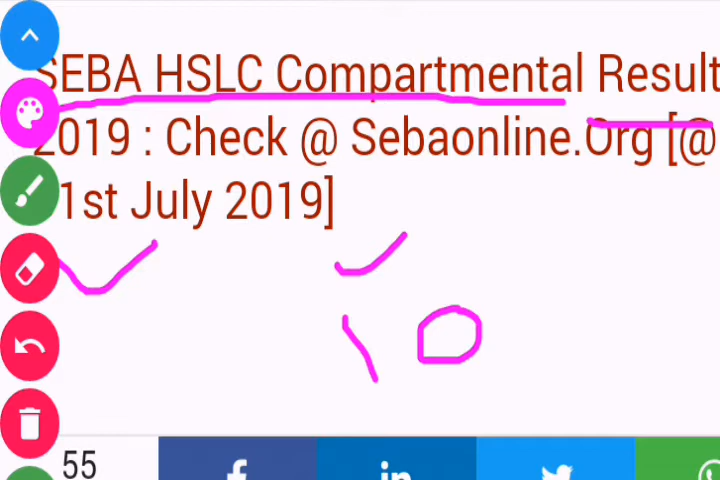 SEBA HSLC Compartmental Result
2019 : Check @ Sebaonline.Org [@
1st July 2019]
55